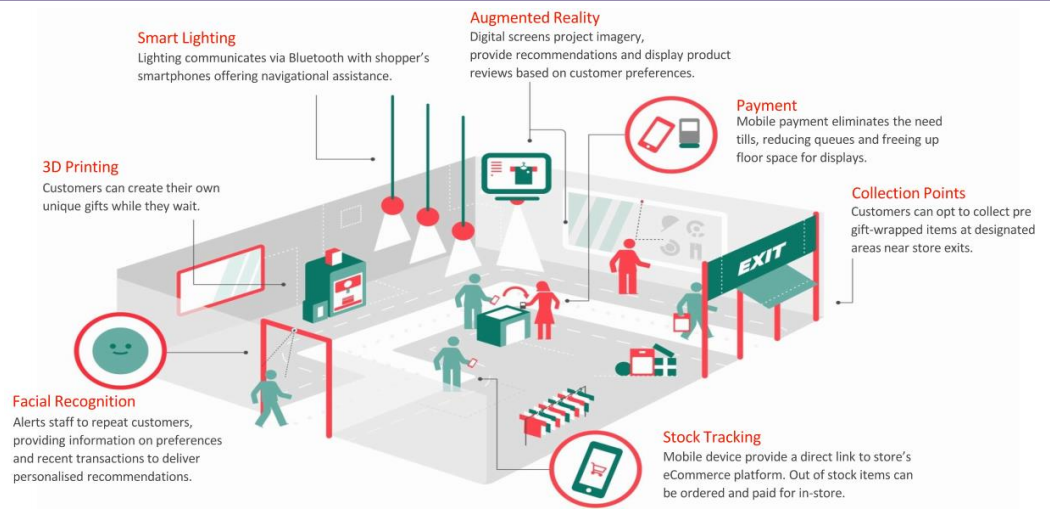 Smart Lighting
Lighting communicates via Bluetooth with shopper's
smartphones offering navigational assistance.
Augmented Reality
Digital screens project imagery,
provide recommendations and display product
reviews based on customer preferences.
Payment
Mobile payment eliminates the need
tills, reducing queues and freeing up
floor space for displays.
3D Printing
Customers can create their own
unique gifts while they wait.
Collection Points
Customers can opt to collect pre
gift-wrapped items at designated
areas near store exits.
EXIT
Facial Recognition
Alerts staff to repeat customers,
providing information on preferences
and recent transactions to deliver
personalised recommendations.
Stock Tracking
Mobile device provide a direct link to store's
eCommerce platform. Out of stock items can
be ordered and paid for in-store.